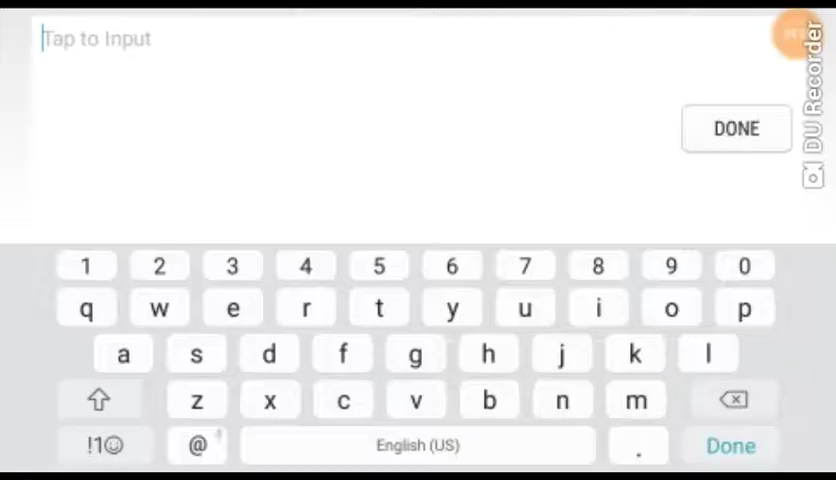 Tap to Input
DONE
DU Recorder
1 2 3 4 5 6 7 8 9 0
q w e r t y u i o p
a s d f g h j k l
z x c v b n m
!1☺ @ English (US) . Done